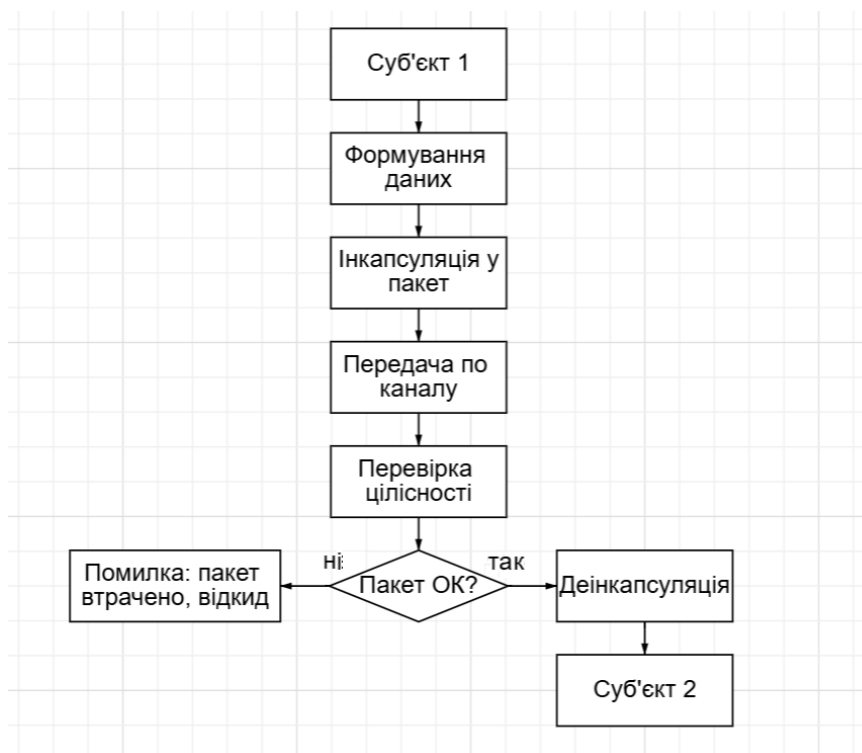 Суб'єкт 1
Формування
даних
Інкапсуляція у
пакет
Передача по
каналу
Перевірка
цілісності
ні
так
Помилка: пакет
втрачено, відкид
Пакет ОК?
Деінкапсуляція
Суб'єкт 2